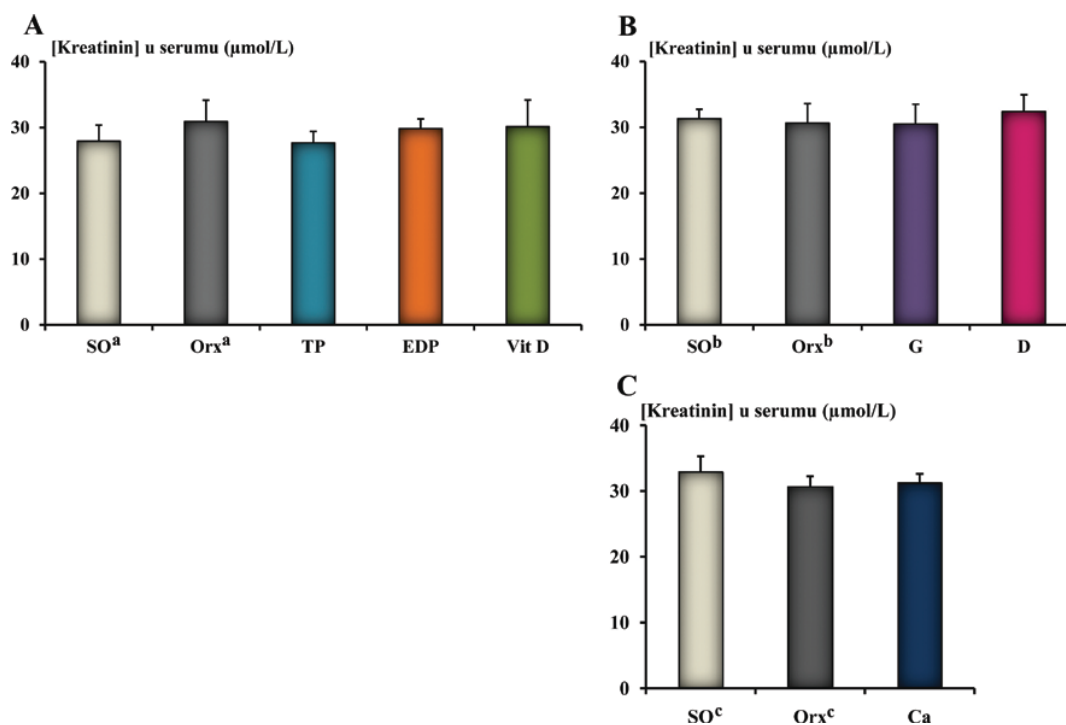 A
[Kreatinin] u serumu (µmol/L)
40
30
20
10
0
SOᵃ Orxᵃ TP EDP Vit D
B
[Kreatinin] u serumu (µmol/L)
40
30
20
10
0
SOᵇ Orxᵇ G D
C
[Kreatinin] u serumu (µmol/L)
40
30
20
10
0
SOᶜ Orxᶜ Ca